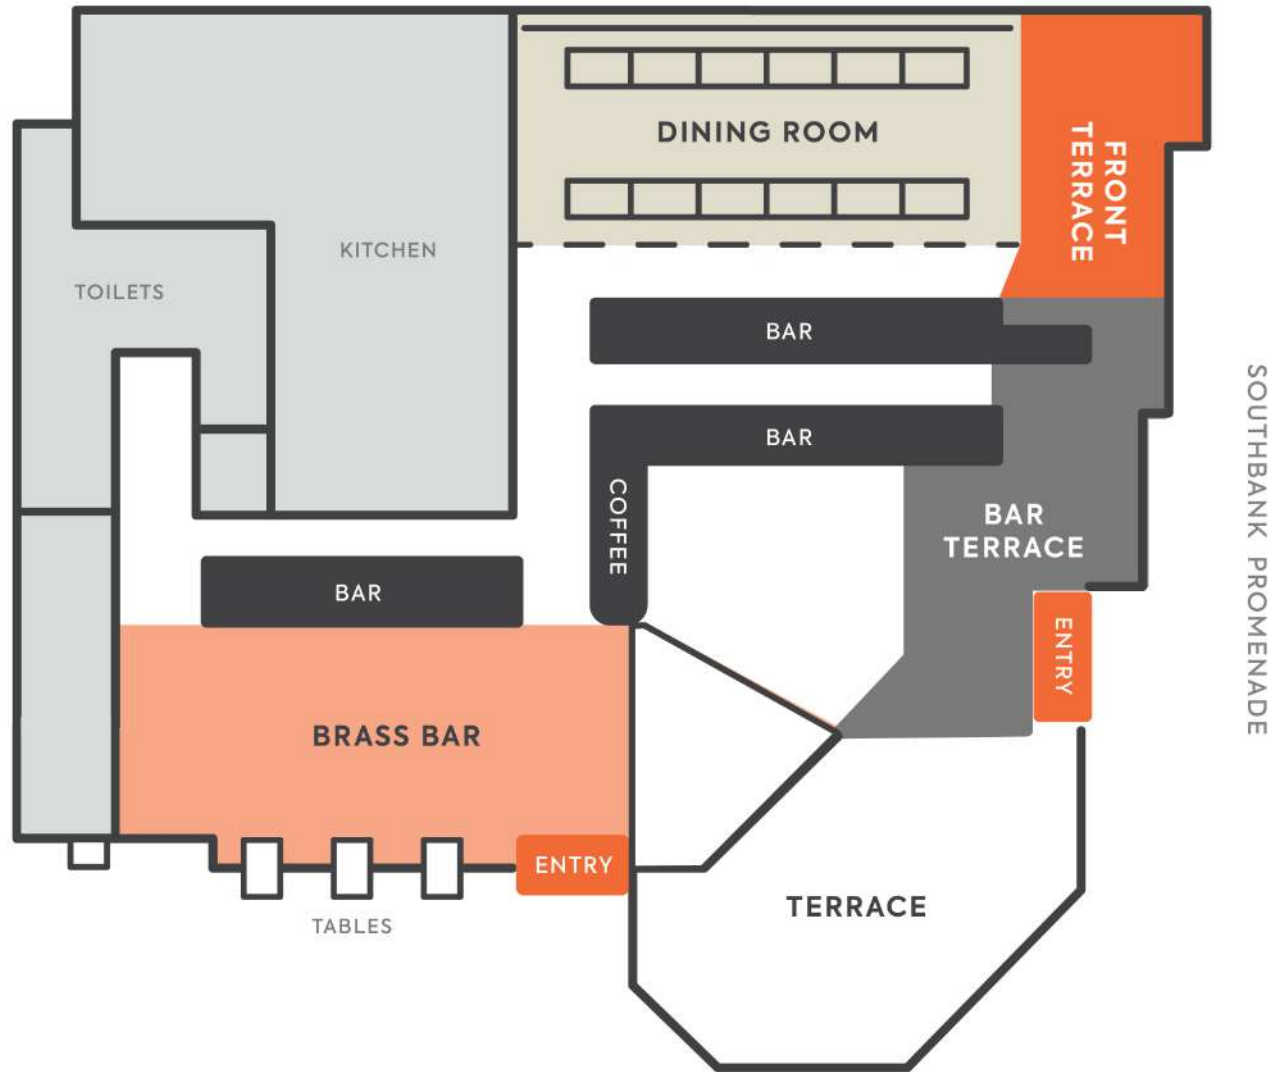 DINING ROOM
FRONT
TERRACE
KITCHEN
TOILETS
BAR
BAR
COFFEE
BAR
TERRACE
SOUTHBANK PROMENADE
BAR
ENTRY
BRASS BAR
ENTRY
TERRACE
TABLES